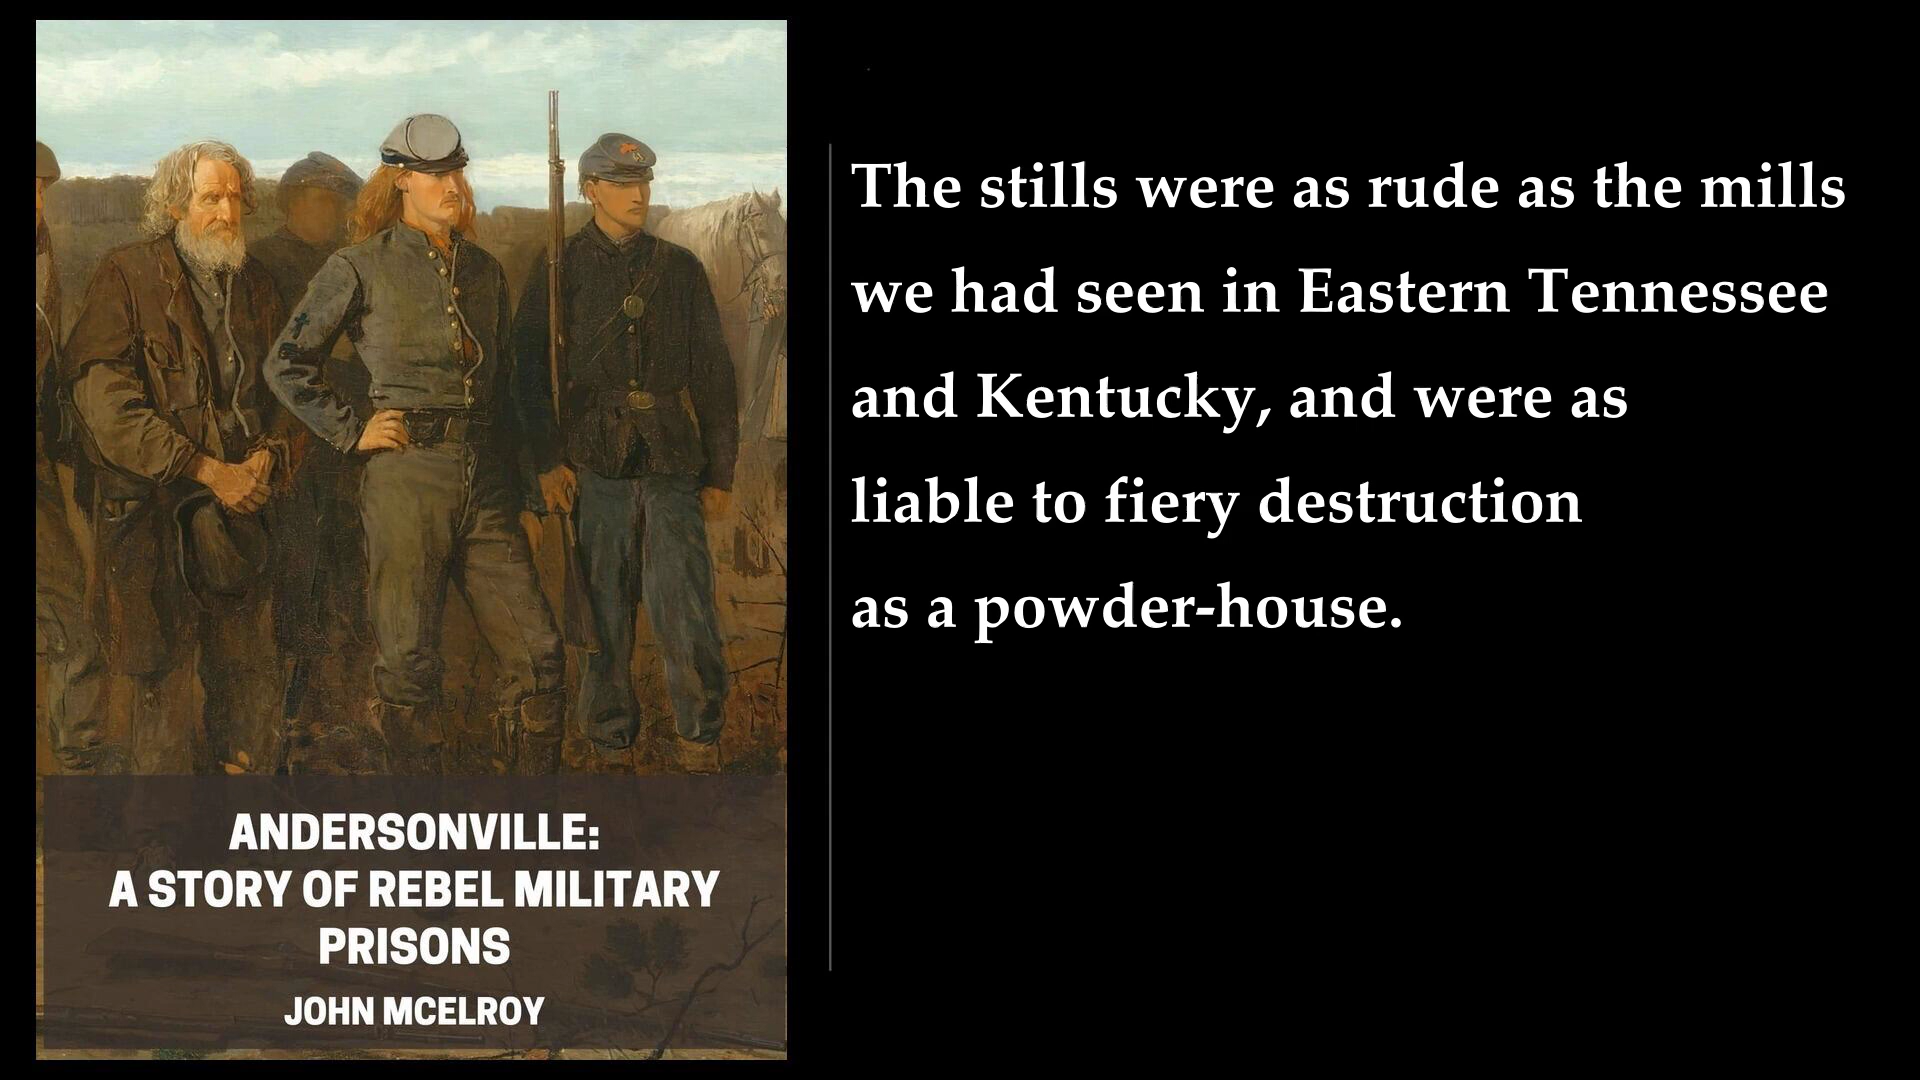 The stills were as rude as the mills
we had seen in Eastern Tennessee
and Kentucky, and were as
liable to fiery destruction
as a powder-house.
ANDERSONVILLE:
A STORY OF REBEL MILITARY
PRISONS
JOHN MCELROY